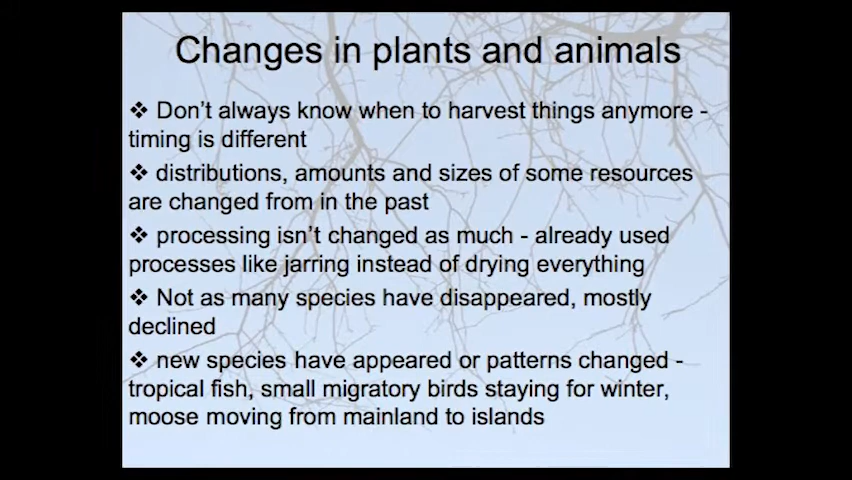 Changes in plants and animals
❖ Don't always know when to harvest things anymore -
timing is different
❖ distributions, amounts and sizes of some resources
are changed from in the past
❖ processing isn't changed as much - already used
processes like jarring instead of drying everything
❖ Not as many species have disappeared, mostly
declined
❖ new species have appeared or patterns changed -
tropical fish, small migratory birds staying for winter,
moose moving from mainland to islands